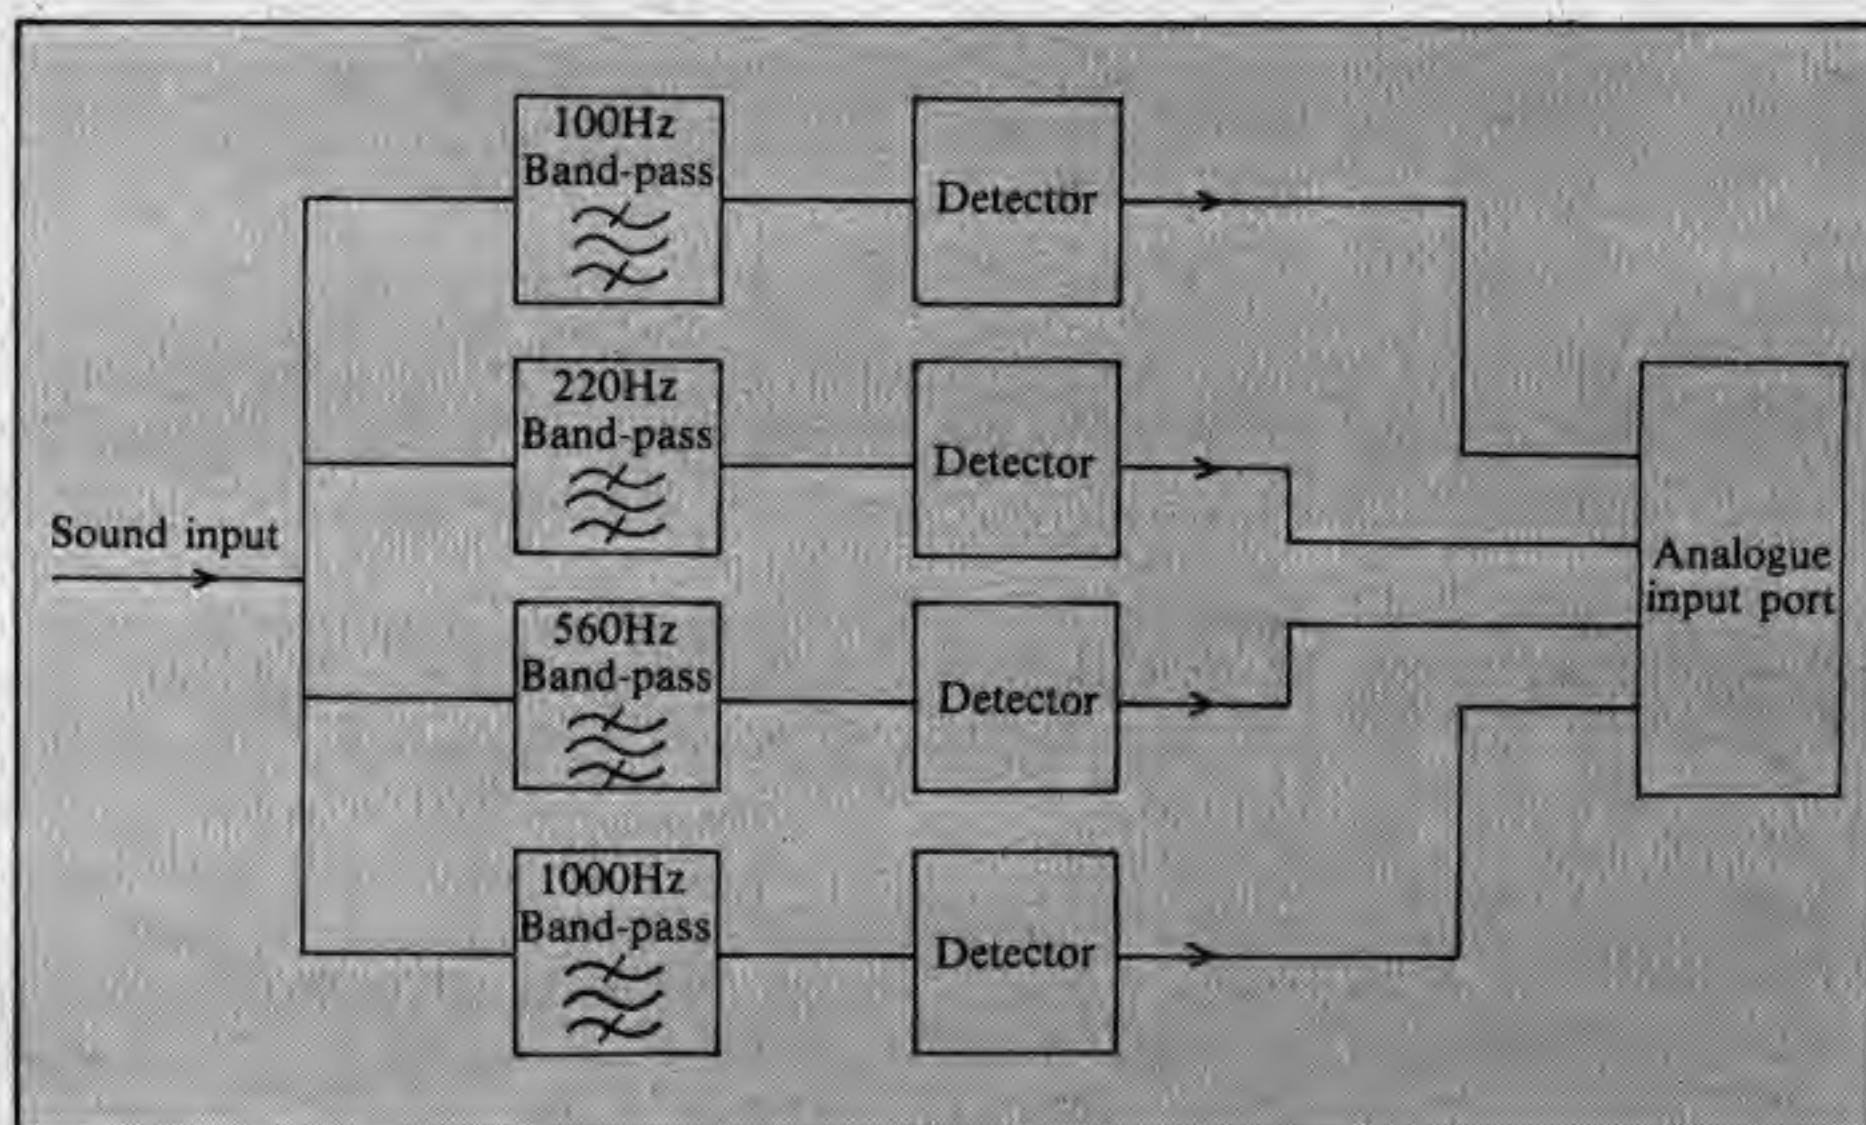 100Hz
Band-pass
Detector
220Hz
Band-pass
Detector
Sound input
Analogue
input port
560Hz
Band-pass
Detector
1000Hz
Band-pass
Detector